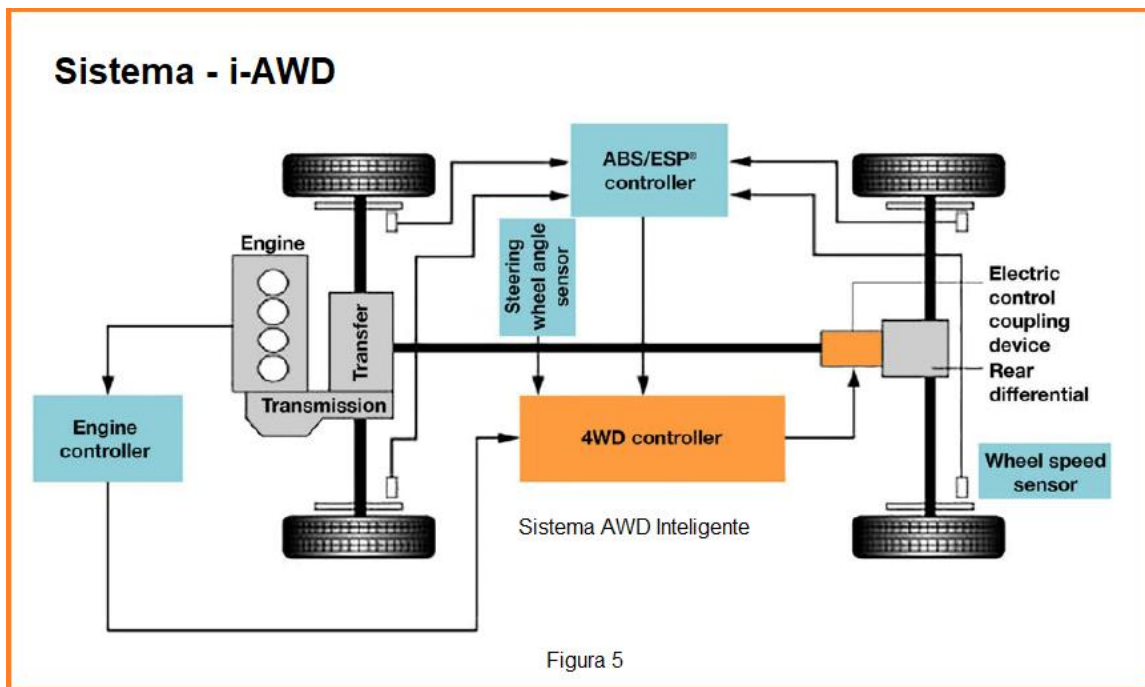 Sistema - i-AWD
ABS/ESP®
controller
Engine
Steering
wheel angle
sensor
Transfer
Transmission
Electric
control
coupling
device
Rear
differential
Engine
controller
4WD controller
Wheel speed
sensor
Sistema AWD Inteligente
Figura 5